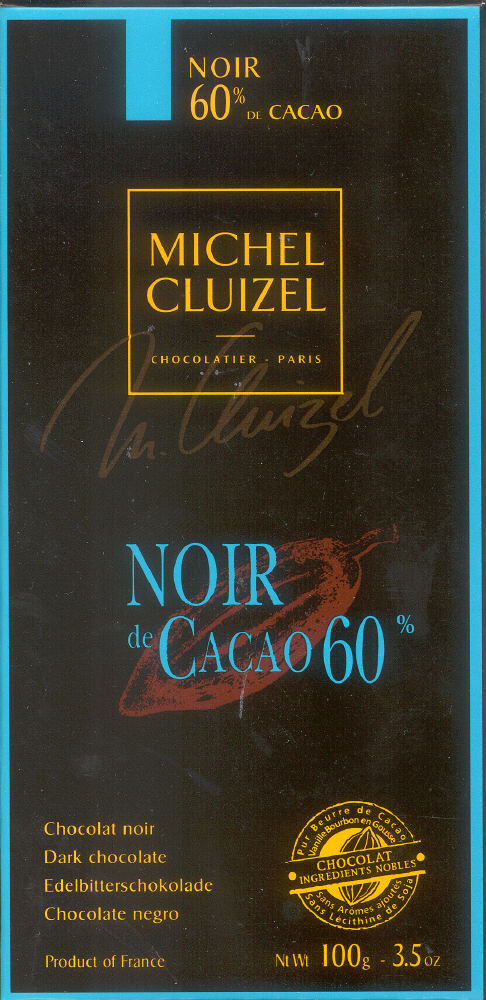 NOIR
60% DE CACAO
MICHEL
CLUIZEL
CHOCOLATIER - PARIS
M. Cluizel
NOIR
de CACAO 60%
Chocolat noir
Dark chocolate
Edelbitterschokolade
Chocolate negro
Product of France
Pur Beurre de Cacao
Vanille Bourbon en Gousse
CHOCOLAT
INGREDIENTS NOBLES
Sans Arômes ajoutés
Sans Lécithine de Soja
Nt Wt 100g - 3.5 oz